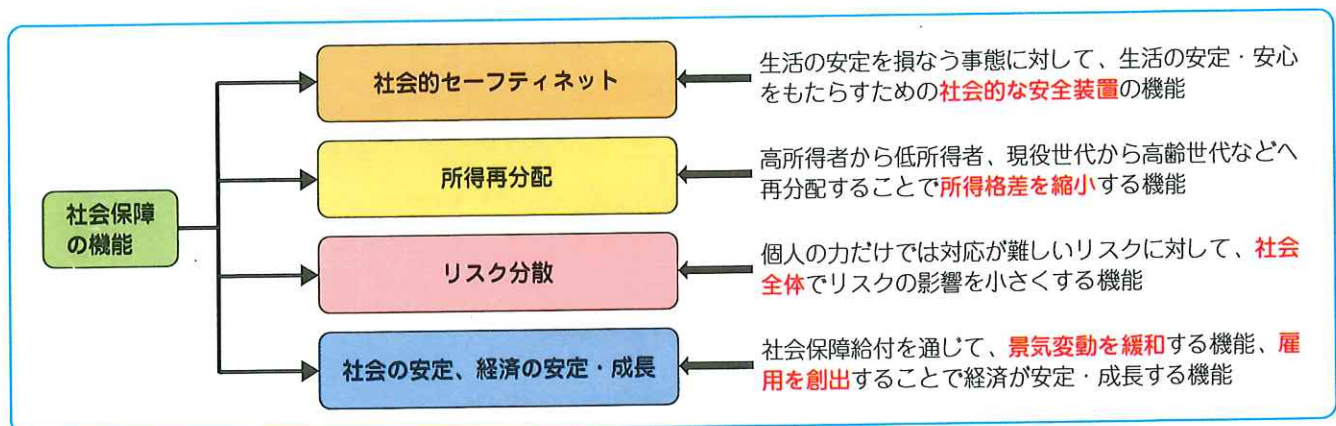 社会保障
の機能
社会的セーフティネット
生活の安定を損なう事態に対して、生活の安定・安心
をもたらすための社会的な安全装置の機能
所得再分配
高所得者から低所得者、現役世代から高齢世代などへ
再分配することで所得格差を縮小する機能
リスク分散
個人の力だけでは対応が難しいリスクに対して、社会
全体でリスクの影響を小さくする機能
社会の安定、経済の安定・成長
社会保障給付を通じて、景気変動を緩和する機能、雇
用を創出することで経済が安定・成長する機能